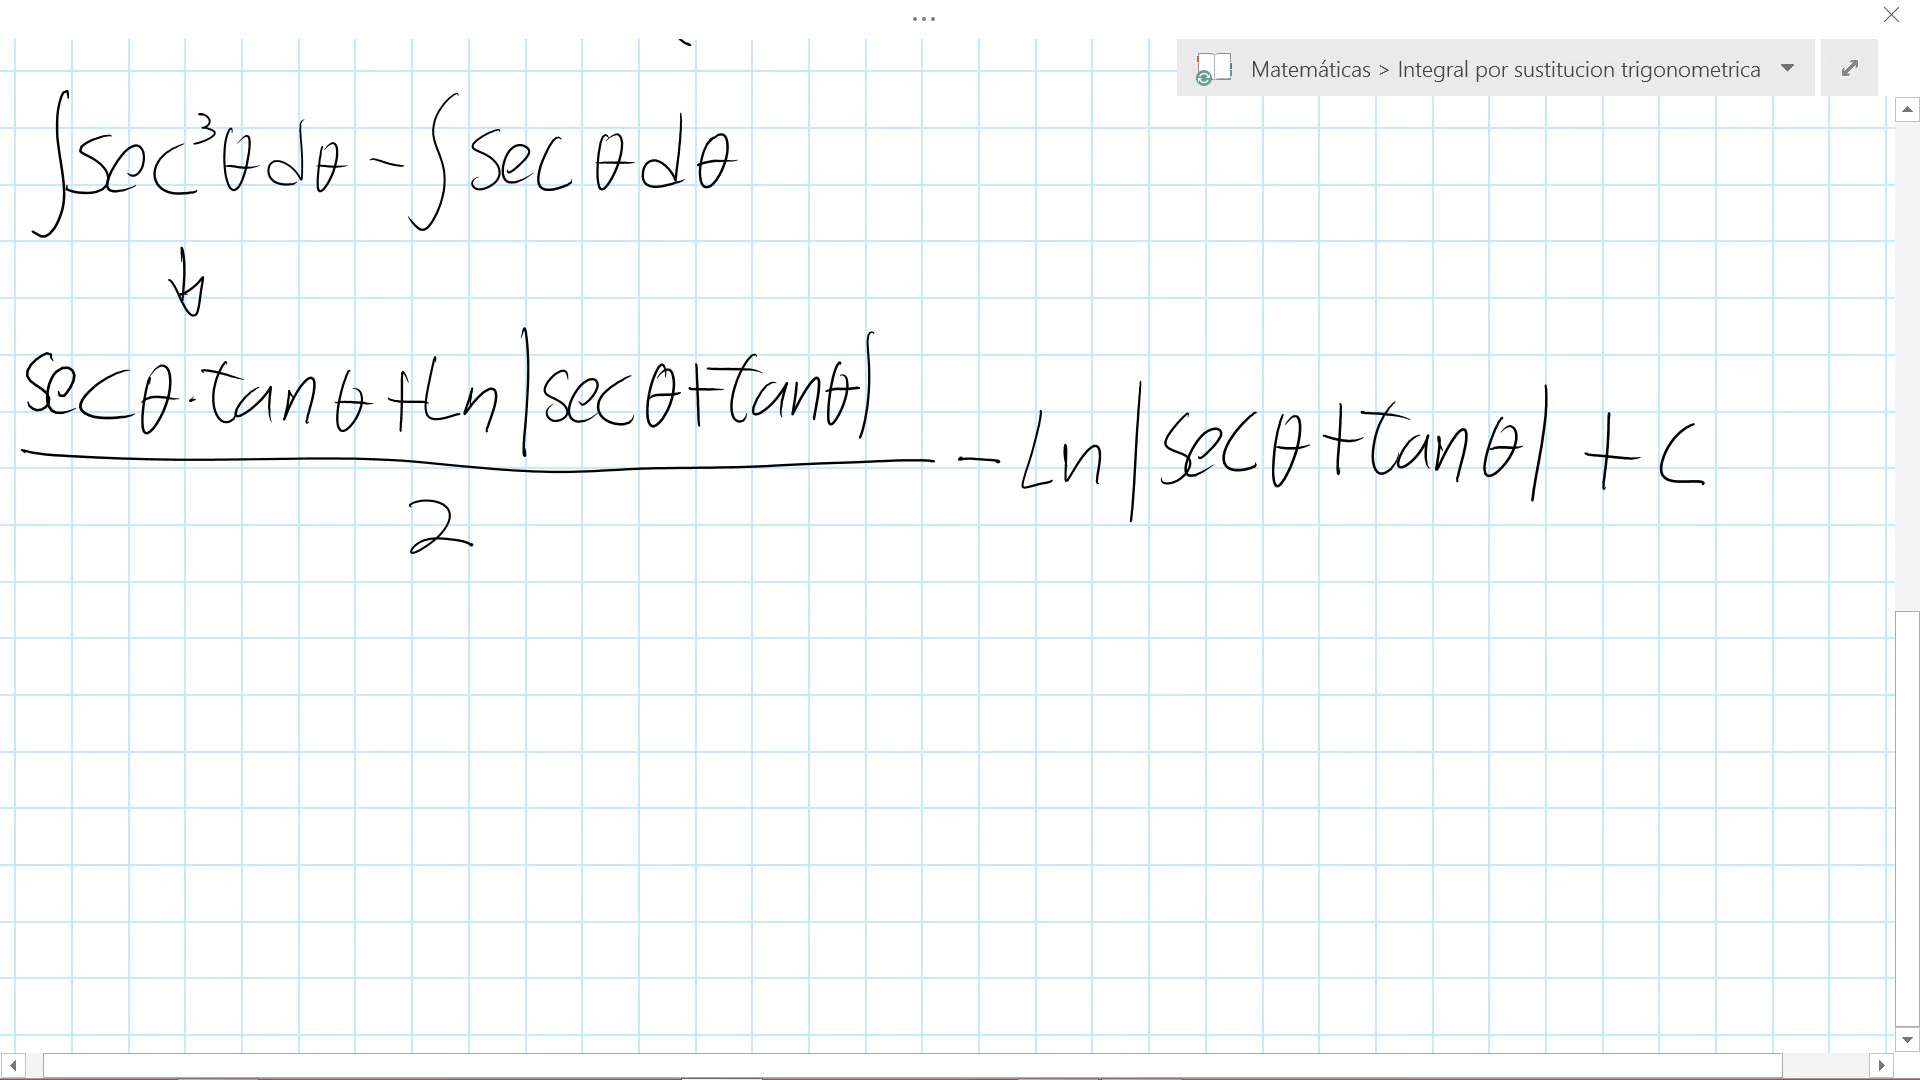 Matemáticas > Integral por sustitucion trigonometrica
∫sec³θdθ - ∫secθdθ
↓
secθ·tanθ+Ln|secθ+tanθ|
- Ln|secθ+tanθ| + C
2